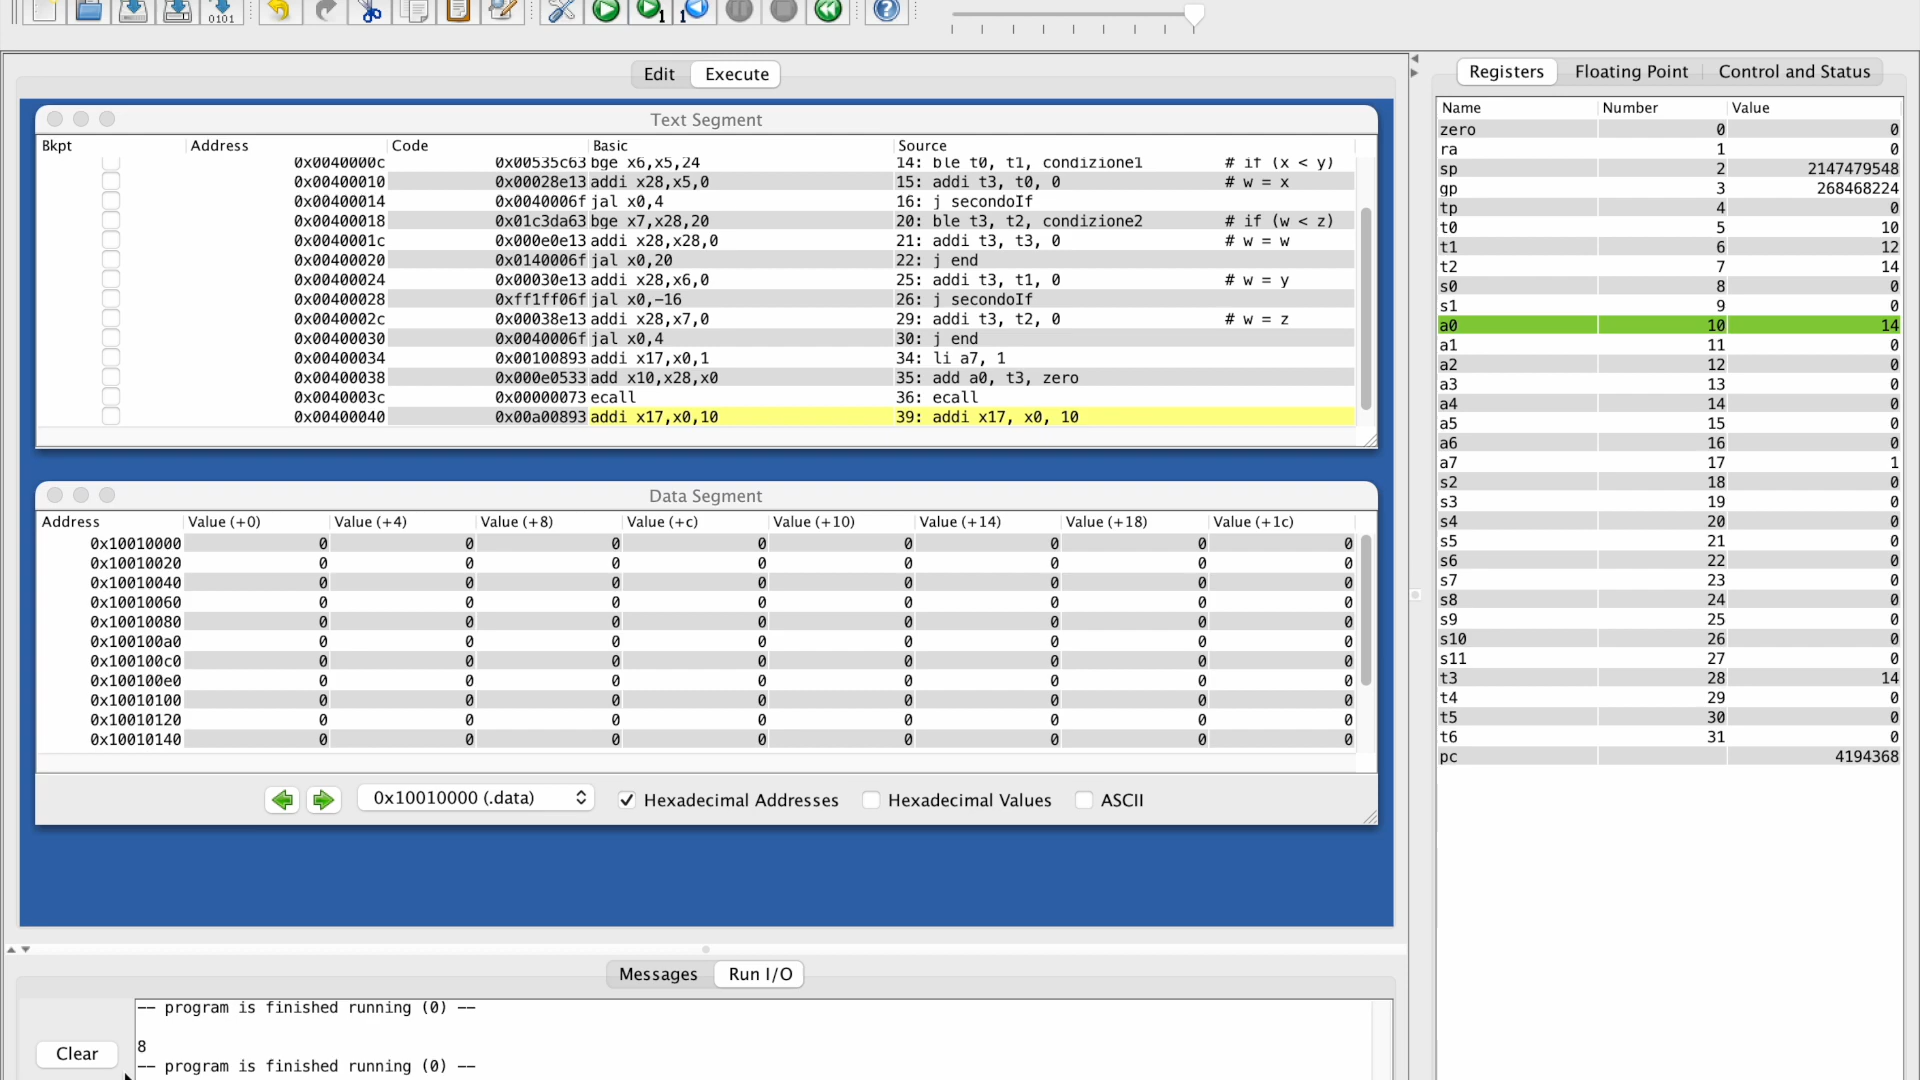 0101
1
1
Edit
Execute
Registers
Floating Point
Control and Status
Text Segment
Bkpt Address Code Basic Source
0x0040000c 0x00535c63 bge x6,x5,24 14: ble t0, t1, condizione1 # if (x < y)
0x00400010 0x00028e13 addi x28,x5,0 15: addi t3, t0, 0 # w = x
0x00400014 0x0040006f jal x0,4 16: j secondoIf
0x00400018 0x01c3da63 bge x7,x28,20 20: ble t3, t2, condizione2 # if (w < z)
0x0040001c 0x000e0e13 addi x28,x28,0 21: addi t3, t3, 0 # w = w
0x00400020 0x0140006f jal x0,20 22: j end
0x00400024 0x00030e13 addi x28,x6,0 25: addi t3, t1, 0 # w = y
0x00400028 0xff1ff06f jal x0,-16 26: j secondoIf
0x0040002c 0x00038e13 addi x28,x7,0 29: addi t3, t2, 0 # w = z
0x00400030 0x0040006f jal x0,4 30: j end
0x00400034 0x00100893 addi x17,x0,1 34: li a7, 1
0x00400038 0x000e0533 add x10,x28,x0 35: add a0, t3, zero
0x0040003c 0x00000073 ecall 36: ecall
0x00400040 0x00a00893 addi x17,x0,10 39: addi x17, x0, 10
Data Segment
Address Value (+0) Value (+4) Value (+8) Value (+c) Value (+10) Value (+14) Value (+18) Value (+1c)
0x10010000 0 0 0 0 0 0 0 0
0x10010020 0 0 0 0 0 0 0 0
0x10010040 0 0 0 0 0 0 0 0
0x10010060 0 0 0 0 0 0 0 0
0x10010080 0 0 0 0 0 0 0 0
0x100100a0 0 0 0 0 0 0 0 0
0x100100c0 0 0 0 0 0 0 0 0
0x100100e0 0 0 0 0 0 0 0 0
0x10010100 0 0 0 0 0 0 0 0
0x10010120 0 0 0 0 0 0 0 0
0x10010140 0 0 0 0 0 0 0 0
0x10010000 (.data) Hexadecimal Addresses Hexadecimal Values ASCII
Messages
Run I/O
-- program is finished running (0) --
8
-- program is finished running (0) --
Clear
Name Number Value
zero 0 0
ra 1 0
sp 2 2147479548
gp 3 268468224
tp 4 0
t0 5 10
t1 6 12
t2 7 14
s0 8 0
s1 9 0
a0 10 14
a1 11 0
a2 12 0
a3 13 0
a4 14 0
a5 15 0
a6 16 0
a7 17 1
s2 18 0
s3 19 0
s4 20 0
s5 21 0
s6 22 0
s7 23 0
s8 24 0
s9 25 0
s10 26 0
s11 27 0
t3 28 14
t4 29 0
t5 30 0
t6 31 0
pc 4194368